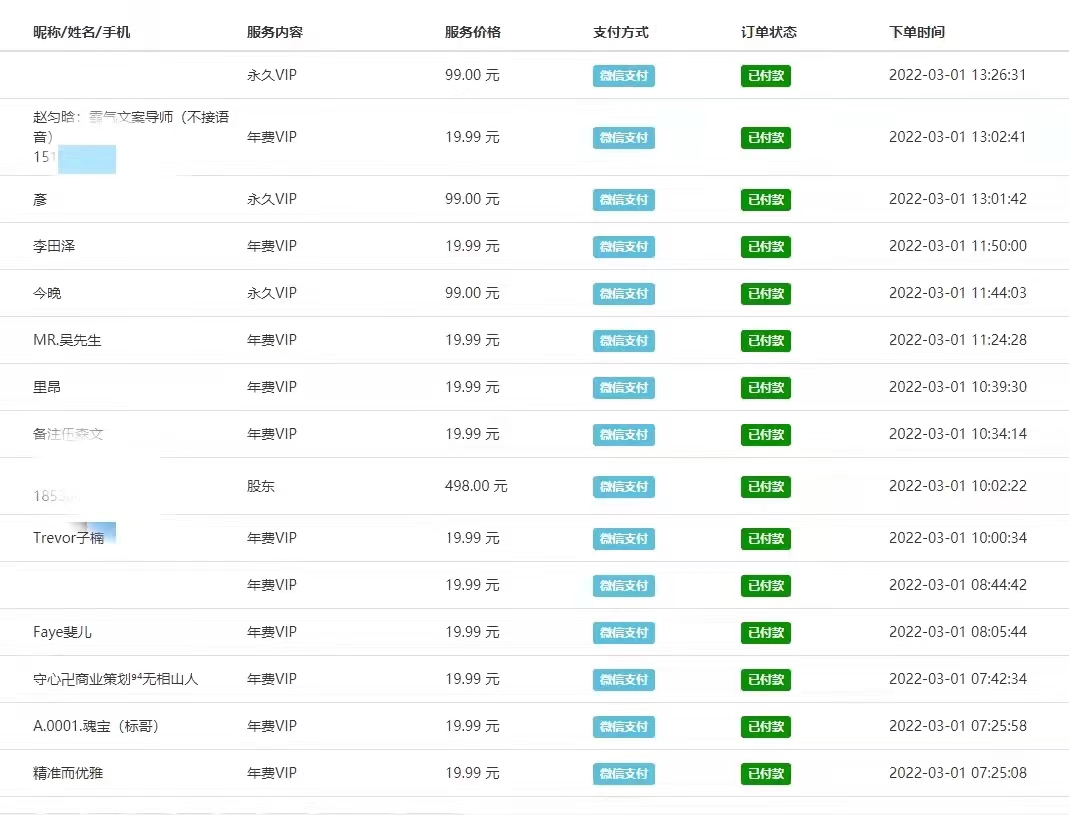 昵称/姓名/手机 服务内容 服务价格 支付方式 订单状态 下单时间
永久VIP 99.00 元 微信支付 已付款 2022-03-01 13:26:31
赵匀晗：霸气文案导师（不接语
音）
151
年费VIP 19.99 元 微信支付 已付款 2022-03-01 13:02:41
彥 永久VIP 99.00 元 微信支付 已付款 2022-03-01 13:01:42
李田泽 年费VIP 19.99 元 微信支付 已付款 2022-03-01 11:50:00
今晚 永久VIP 99.00 元 微信支付 已付款 2022-03-01 11:44:03
MR.吴先生 年费VIP 19.99 元 微信支付 已付款 2022-03-01 11:24:28
里昂 年费VIP 19.99 元 微信支付 已付款 2022-03-01 10:39:30
备注伍森文 年费VIP 19.99 元 微信支付 已付款 2022-03-01 10:34:14
股东 498.00 元 微信支付 已付款 2022-03-01 10:02:22
1853
Trevor子楠 年费VIP 19.99 元 微信支付 已付款 2022-03-01 10:00:34
年费VIP 19.99 元 微信支付 已付款 2022-03-01 08:44:42
Faye斐儿 年费VIP 19.99 元 微信支付 已付款 2022-03-01 08:05:44
守心卍商业策划⁹⁴无相山人 年费VIP 19.99 元 微信支付 已付款 2022-03-01 07:42:34
A.0001.瑰宝（标哥） 年费VIP 19.99 元 微信支付 已付款 2022-03-01 07:25:58
精准而优雅 年费VIP 19.99 元 微信支付 已付款 2022-03-01 07:25:08